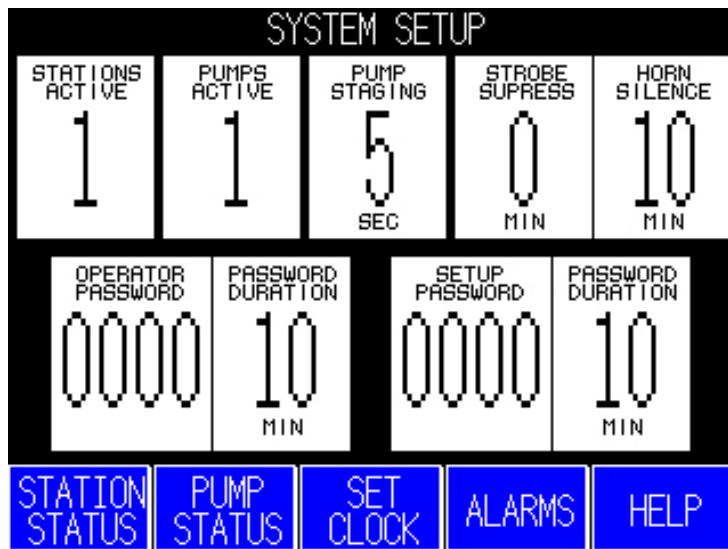 SYSTEM SETUP
STATIONS
ACTIVE
1
PUMPS
ACTIVE
1
PUMP
STAGING
5
SEC
STROBE
SUPRESS
0
MIN
HORN
SILENCE
10
MIN
OPERATOR
PASSWORD
0000
PASSWORD
DURATION
10
MIN
SETUP
PASSWORD
0000
PASSWORD
DURATION
10
MIN
STATION
STATUS
PUMP
STATUS
SET
CLOCK
ALARMS
HELP